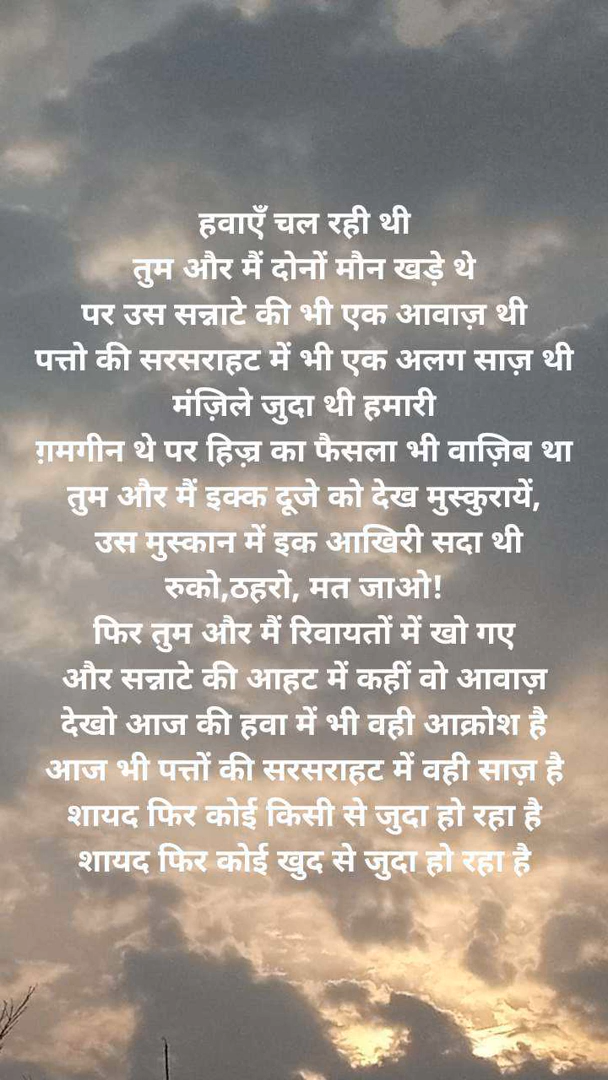 हवाएँ चल रही थी
तुम और मैं दोनों मौन खड़े थे
पर उस सन्नाटे की भी एक आवाज़ थी
पत्तो की सरसराहट में भी एक अलग साज़ थी
मंज़िले जुदा थी हमारी
ग़मगीन थे पर हिज़्र का फैसला भी वाज़िब था
तुम और मैं इक्क दूजे को देख मुस्कुरायें,
उस मुस्कान में इक आखिरी सदा थी
रुको,ठहरो, मत जाओ!
फिर तुम और मैं रिवायतों में खो गए
और सन्नाटे की आहट में कहीं वो आवाज़
देखो आज की हवा में भी वही आक्रोश है
आज भी पत्तों की सरसराहट में वही साज़ है
शायद फिर कोई किसी से जुदा हो रहा है
शायद फिर कोई खुद से जुदा हो रहा है